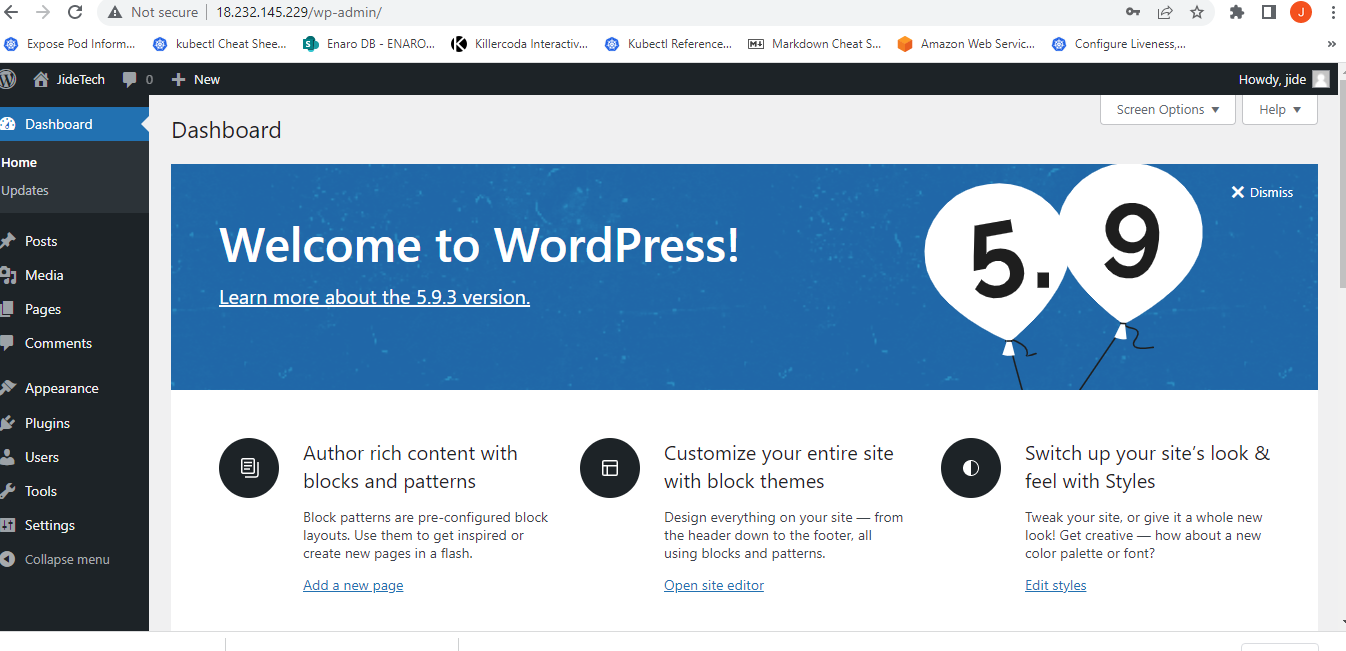 Not secure | 18.232.145.229/wp-admin/
J
Expose Pod Inform...
kubectl Cheat Shee...
Enaro DB - ENARO...
Killercoda Interactiv...
Kubectl Reference...
Markdown Cheat S...
Amazon Web Servic...
Configure Liveness,...
»
JideTech
0
New
Howdy, jide
Dashboard
Home
Updates
Posts
Media
Pages
Comments
Appearance
Plugins
Users
Tools
Settings
Collapse menu
Screen Options
Help
Dashboard
Dismiss
Welcome to WordPress!
Learn more about the 5.9.3 version.
5.9
Author rich content with
blocks and patterns
Block patterns are pre-configured block
layouts. Use them to get inspired or
create new pages in a flash.
Add a new page
Customize your entire site
with block themes
Design everything on your site — from
the header down to the footer, all
using blocks and patterns.
Open site editor
Switch up your site’s look &
feel with Styles
Tweak your site, or give it a whole new
look! Get creative — how about a new
color palette or font?
Edit styles